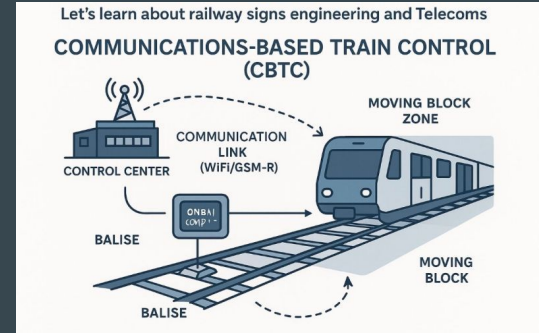 Let's learn about railway signs engineering and Telecoms
COMMUNICATIONS-BASED TRAIN CONTROL
(CBTC)
MOVING BLOCK
ZONE
COMMUNICATION
LINK
(WiFi/GSM-R)
CONTROL CENTER
ONBAI
BALISE
MOVING
BLOCK
BALISE